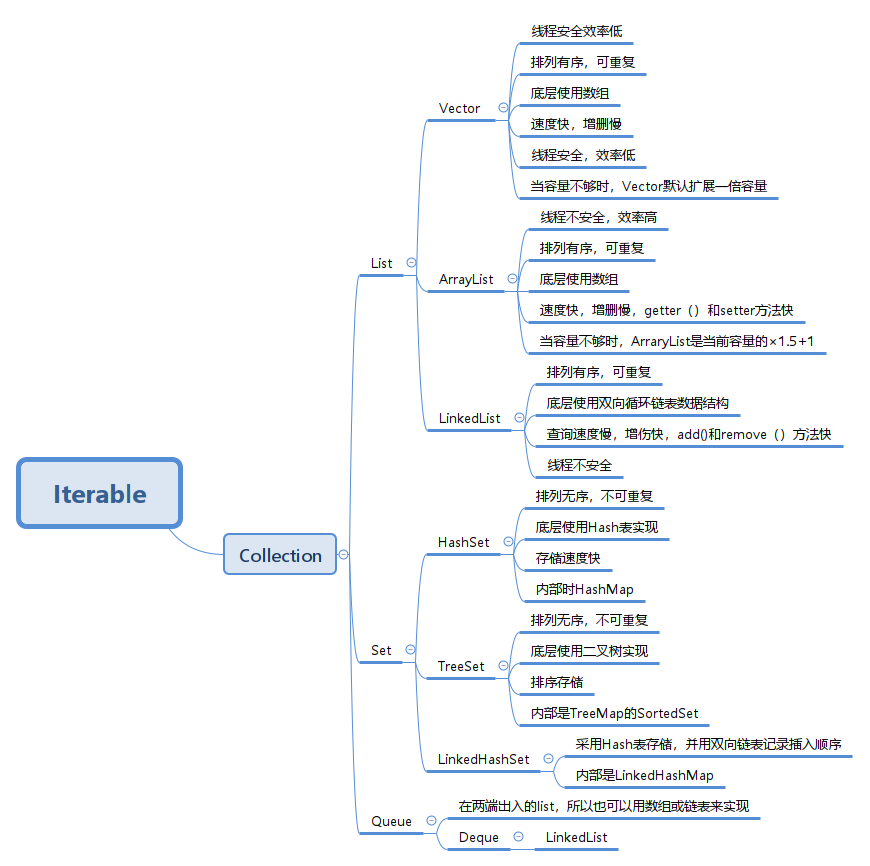 线程安全效率低
排列有序，可重复
底层使用数组
Vector
速度快，增删慢
线程安全，效率低
当容量不够时，Vector默认扩展一倍容量
线程不安全，效率高
排列有序，可重复
List
ArrayList
底层使用数组
速度快，增删慢，getter（）和setter方法快
当容量不够时，ArraryList是当前容量的×1.5+1
排列有序，可重复
底层使用双向循环链表数据结构
LinkedList
查询速度慢，增伤快，add()和remove（）方法快
线程不安全
Iterable
Collection
排列无序，不可重复
底层使用Hash表实现
HashSet
存储速度快
内部时HashMap
排列无序，不可重复
Set
底层使用二叉树实现
TreeSet
排序存储
内部是TreeMap的SortedSet
采用Hash表存储，并用双向链表记录插入顺序
LinkedHashSet
内部是LinkedHashMap
在两端出入的list，所以也可以用数组或链表来实现
Queue
Deque
LinkedList